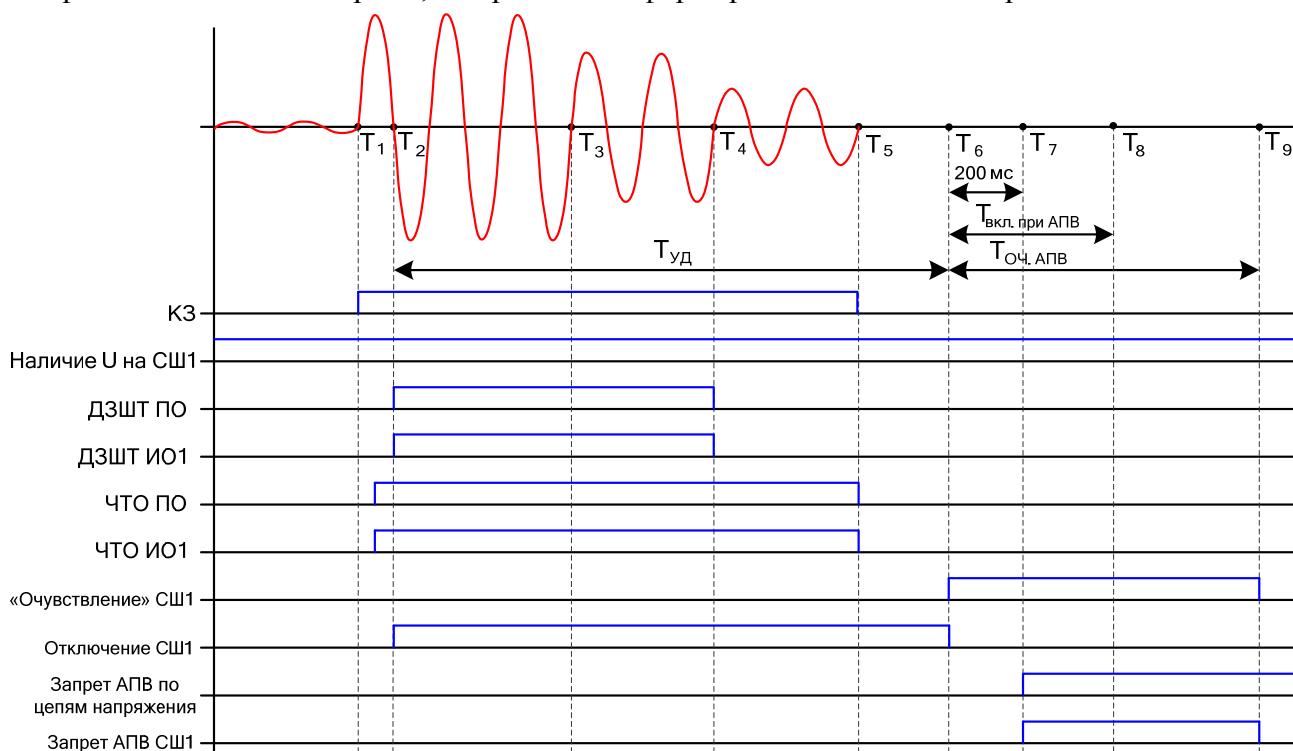 T1
T2
T3
T4
T5
T6
T7
T8
T9
200 мс
Tвкл. при АПВ
TУД
TОЧ. АПВ
КЗ
Наличие U на СШ1
ДЗШТ ПО
ДЗШТ ИО1
ЧТО ПО
ЧТО ИО1
«Очувствление» СШ1
Отключение СШ1
Запрет АПВ по
цепям напряжения
Запрет АПВ СШ1